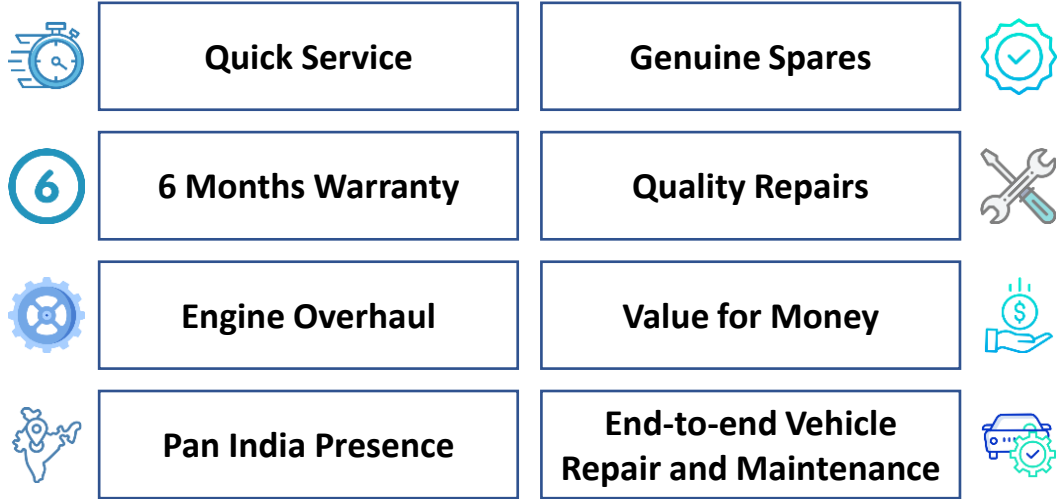 Quick Service
Genuine Spares
6
6 Months Warranty
Quality Repairs
Engine Overhaul
Value for Money
$
Pan India Presence
End-to-end Vehicle
Repair and Maintenance